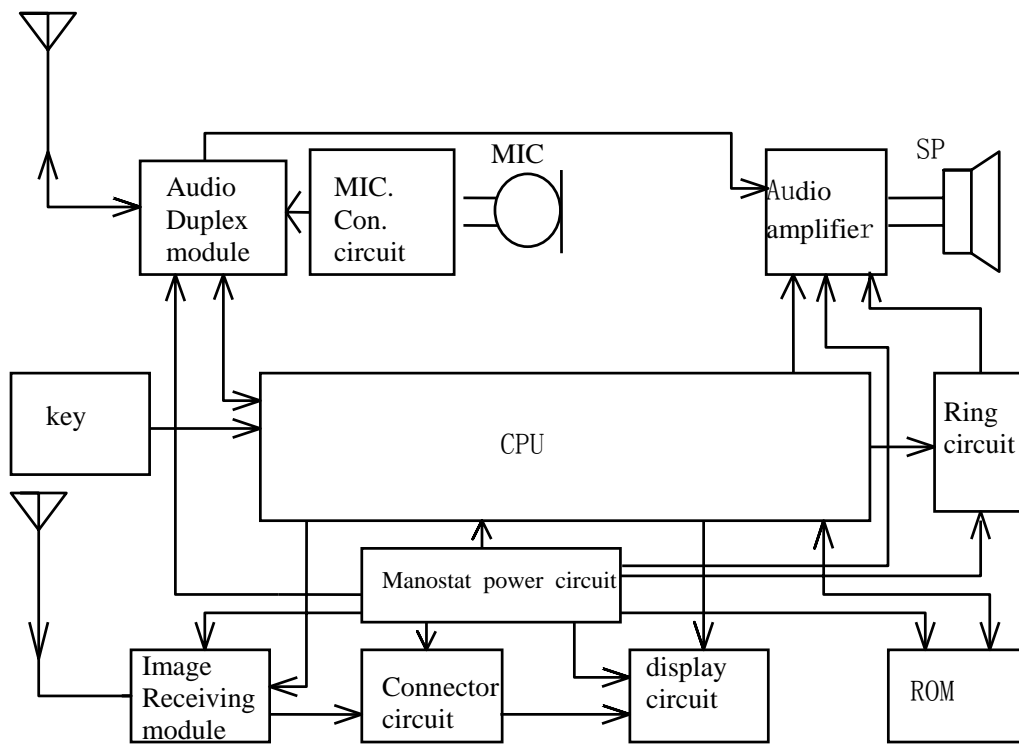 MIC
SP
Audio
Duplex
module
MIC.
Con.
circuit
Audio
amplifier
key
CPU
Ring
circuit
Manostat power circuit
Image
Receiving
module
Connector
circuit
display
circuit
ROM